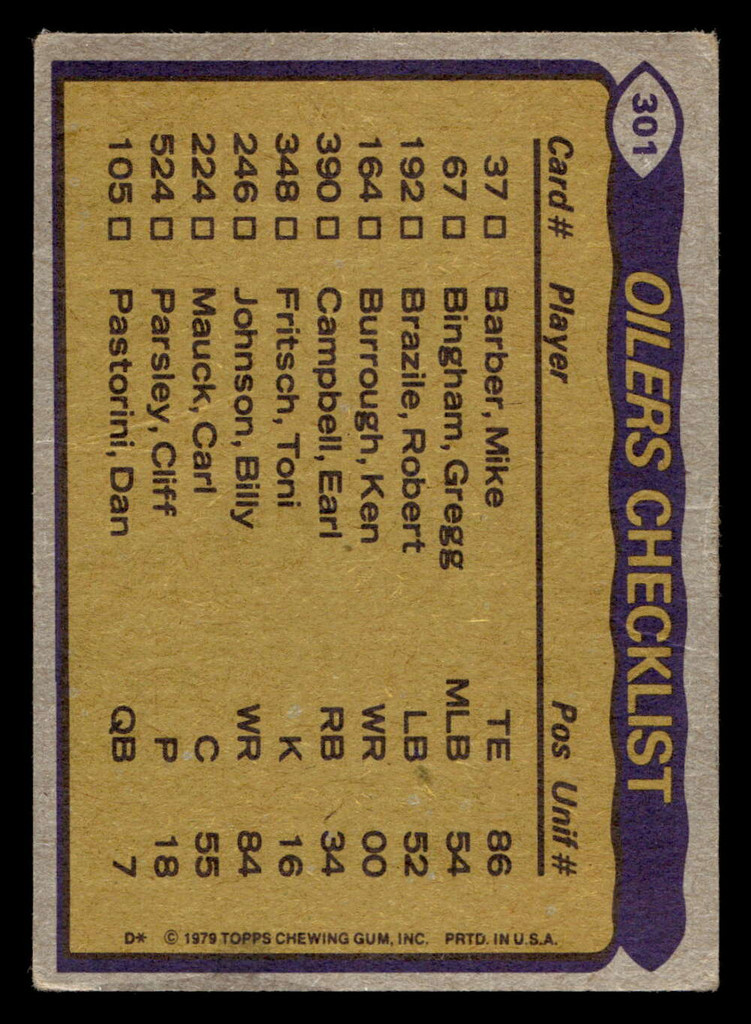 301
OILERS CHECKLIST
Card # Player Pos Unif #
37 □ Barber, Mike TE 86
67 □ Bingham, Gregg MLB 54
192 □ Brazile, Robert LB 52
164 □ Burrough, Ken WR 00
390 □ Campbell, Earl RB 34
348 □ Fritsch, Toni K 16
246 □ Johnson, Billy WR 84
224 □ Mauck, Carl C 55
524 □ Parsley, Cliff P 18
105 □ Pastorini, Dan QB 7
D* © 1979 TOPPS CHEWING GUM, INC. PRTD. IN U.S.A.